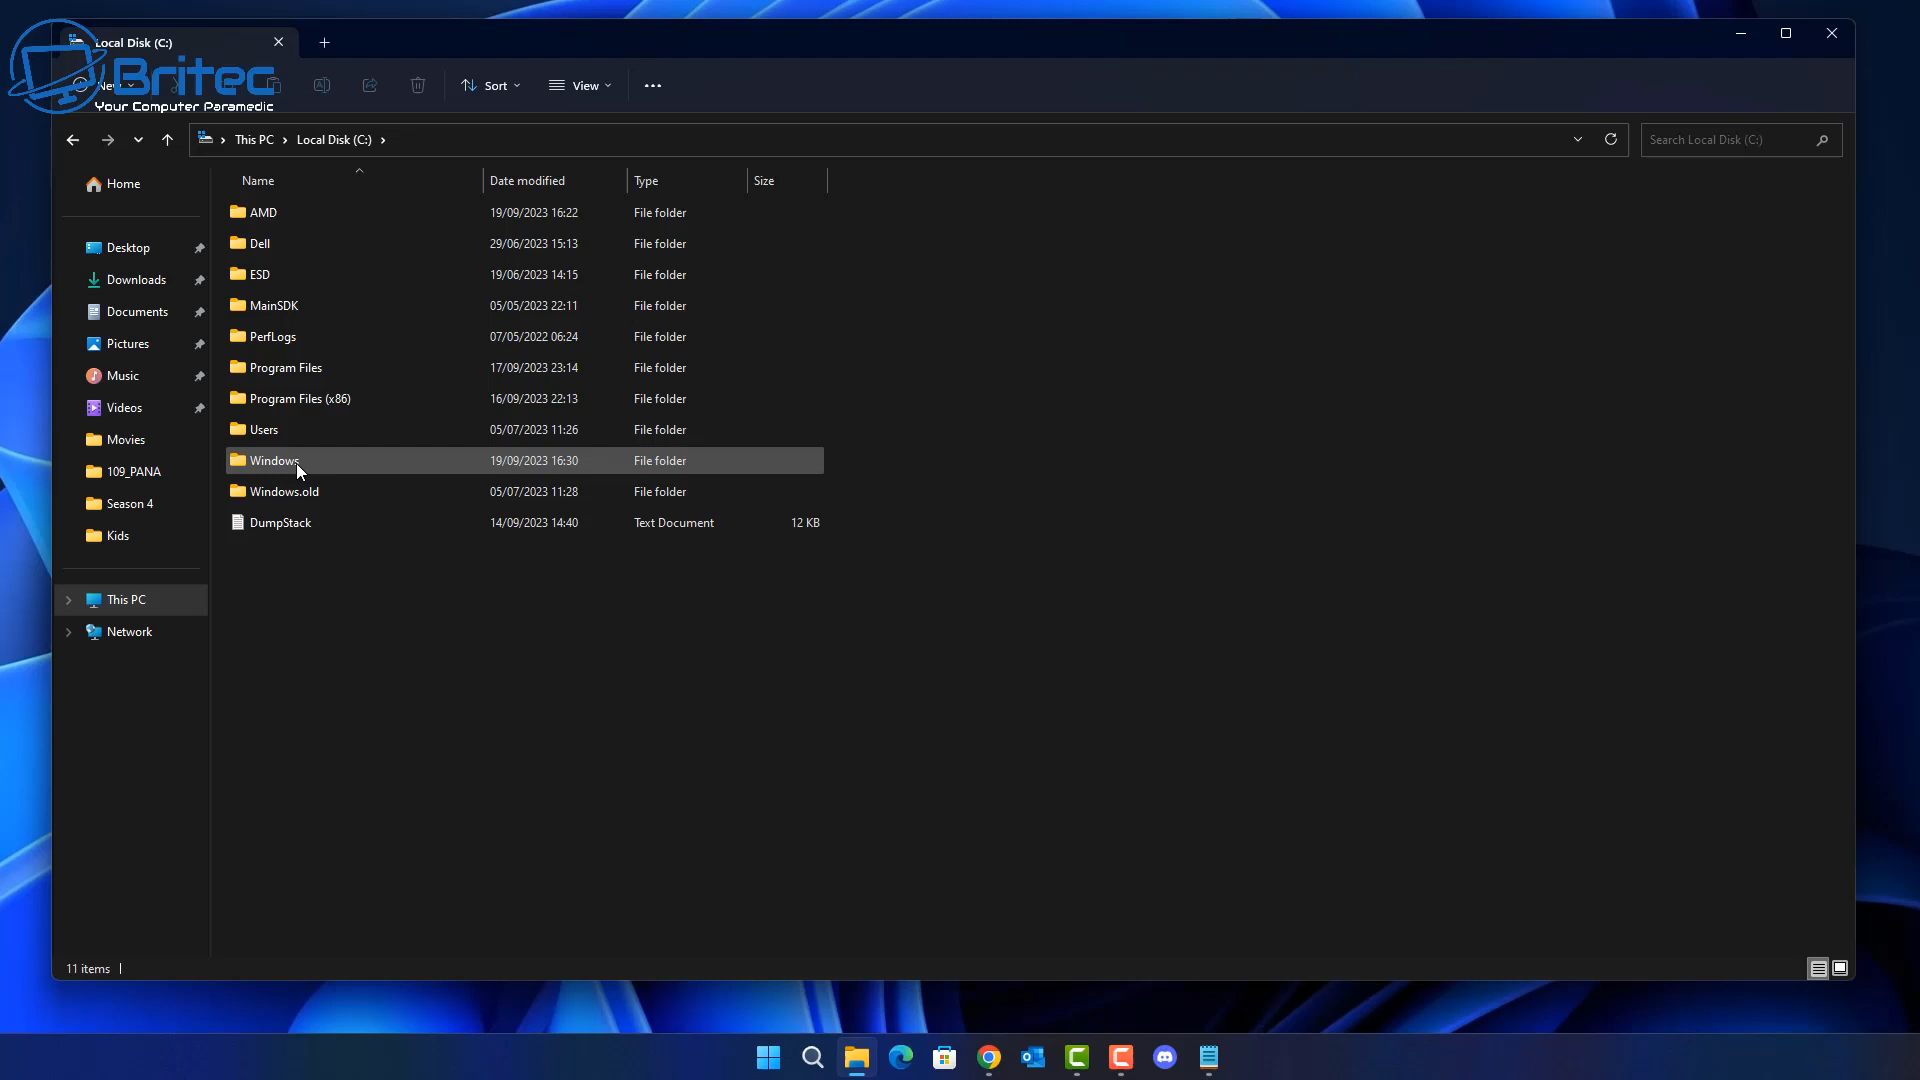 Local Disk (C:)
Britec
Your Computer Paramedic
New
Sort
View
This PC
Local Disk (C:)
Search Local Disk (C:)
Name
Date modified
Type
Size
Home
Desktop
Downloads
Documents
Pictures
Music
Videos
Movies
109_PANA
Season 4
Kids
This PC
Network
AMD 19/09/2023 16:22 File folder
Dell 29/06/2023 15:13 File folder
ESD 19/06/2023 14:15 File folder
MainSDK 05/05/2023 22:11 File folder
PerfLogs 07/05/2022 06:24 File folder
Program Files 17/09/2023 23:14 File folder
Program Files (x86) 16/09/2023 22:13 File folder
Users 05/07/2023 11:26 File folder
Windows 19/09/2023 16:30 File folder
Windows.old 05/07/2023 11:28 File folder
DumpStack 14/09/2023 14:40 Text Document 12 KB
11 items